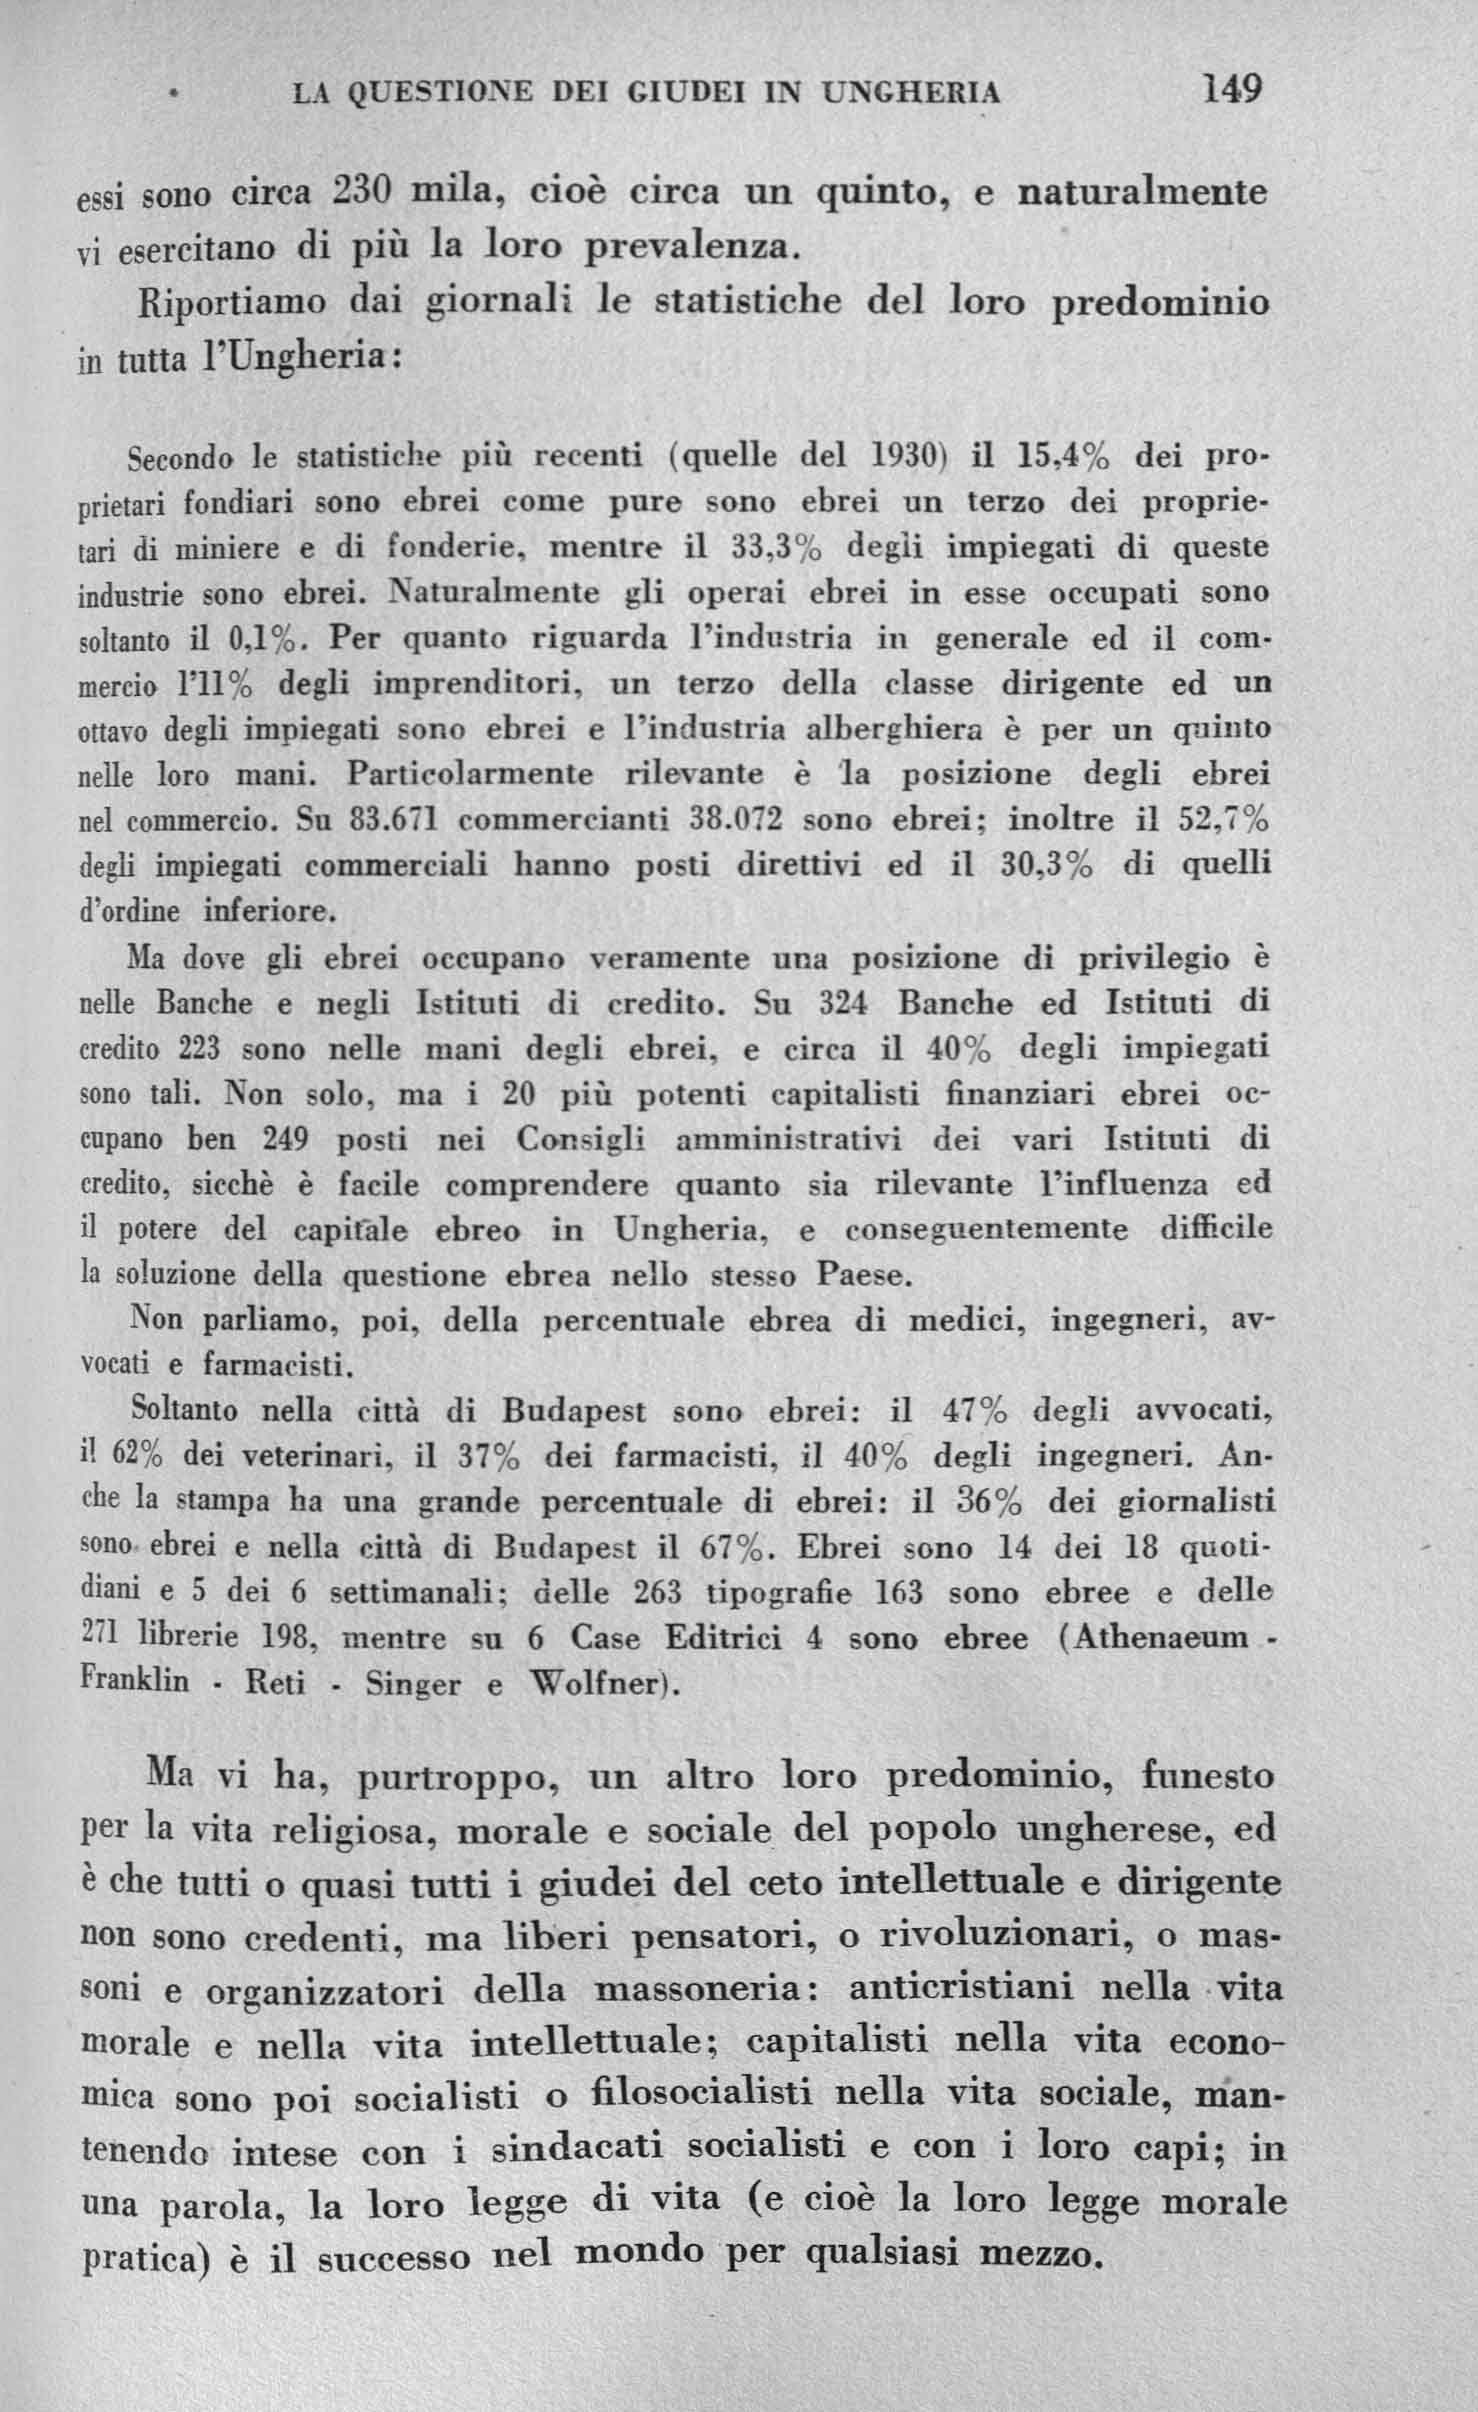 LA QUESTIONE DEI GIUDEI IN UNGHERIA 149
essi sono circa 230 mila, cioè circa un quinto, e naturalmente
vi esercitano di più la loro prevalenza.
Riportiamo dai giornali le statistiche del loro predominio
in tutta l'Ungheria:
Secondo le statistiche più recenti (quelle del 1930) il 15,4% dei pro-
prietari fondiari sono ebrei come pure sono ebrei un terzo dei proprie-
tari di miniere e di fonderie, mentre il 33,3% degli impiegati di queste
industrie sono ebrei. Naturalmente gli operai ebrei in esse occupati sono
soltanto il 0,1%. Per quanto riguarda l'industria in generale ed il com-
mercio l'11% degli imprenditori, un terzo della classe dirigente ed un
ottavo degli impiegati sono ebrei e l'industria alberghiera è per un quinto
nelle loro mani. Particolarmente rilevante è la posizione degli ebrei
nel commercio. Su 83.671 commercianti 38.072 sono ebrei; inoltre il 52,7%
degli impiegati commerciali hanno posti direttivi ed il 30,3% di quelli
d'ordine inferiore.
Ma dove gli ebrei occupano veramente una posizione di privilegio è
nelle Banche e negli Istituti di credito. Su 324 Banche ed Istituti di
credito 223 sono nelle mani degli ebrei, e circa il 40% degli impiegati
sono tali. Non solo, ma i 20 più potenti capitalisti finanziari ebrei oc-
cupano ben 249 posti nei Consigli amministrativi dei vari Istituti di
credito, sicchè è facile comprendere quanto sia rilevante l'influenza ed
il potere del capitale ebreo in Ungheria, e conseguentemente difficile
la soluzione della questione ebrea nello stesso Paese.
Non parliamo, poi, della percentuale ebrea di medici, ingegneri, av-
vocati e farmacisti.
Soltanto nella città di Budapest sono ebrei: il 47% degli avvocati,
il 62% dei veterinari, il 37% dei farmacisti, il 40% degli ingegneri. An-
che la stampa ha una grande percentuale di ebrei: il 36% dei giornalisti
sono ebrei e nella città di Budapest il 67%. Ebrei sono 14 dei 18 quoti-
diani e 5 dei 6 settimanali; delle 263 tipografie 163 sono ebree e delle
271 librerie 198, mentre su 6 Case Editrici 4 sono ebree (Athenaeum -
Franklin - Reti - Singer e Wolfner).
Ma vi ha, purtroppo, un altro loro predominio, funesto
per la vita religiosa, morale e sociale del popolo ungherese, ed
è che tutti o quasi tutti i giudei del ceto intellettuale e dirigente
non sono credenti, ma liberi pensatori, o rivoluzionari, o mas-
soni e organizzatori della massoneria: anticristiani nella vita
morale e nella vita intellettuale; capitalisti nella vita econo-
mica sono poi socialisti o filosocialisti nella vita sociale, man-
tenendo intese con i sindacati socialisti e con i loro capi; in
una parola, la loro legge di vita (e cioè la loro legge morale
pratica) è il successo nel mondo per qualsiasi mezzo.